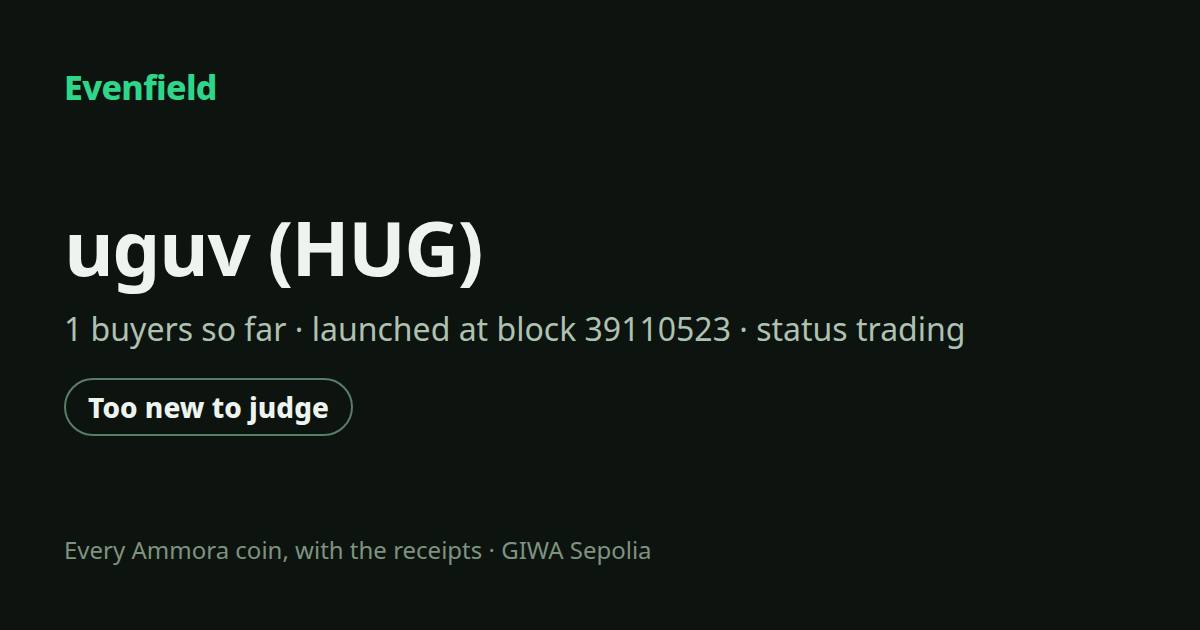 Evenfield
uguv (HUG)
1 buyers so far · launched at block 39110523 · status trading
Too new to judge
Every Ammora coin, with the receipts · GIWA Sepolia